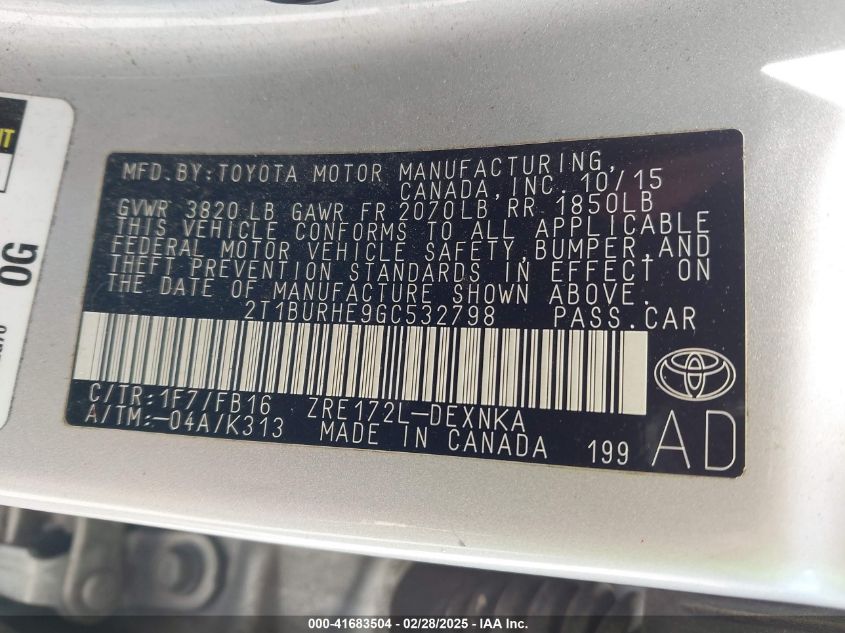 MFD.BY:TOYOTA MOTOR MANUFACTURING,
CANADA,INC. 10/15
GVWR 3820 LB GAWR FR 2070LB RR 1850LB
THIS VEHICLE CONFORMS TO ALL APPLICABLE
FEDERAL MOTOR VEHICLE SAFETY,BUMPER,AND
THEFT PREVENTION STANDARDS IN EFFECT ON
THE DATE OF MANUFACTURE SHOWN ABOVE.
2T1BURHE9GC532798 PASS.CAR
C/TR:1F7/FB16 ZRE172L-DEXNKA
A/TM:-04A/K313 MADE IN CANADA 199 AD
OG
000-41683504 - 02/28/2025 - IAA Inc.